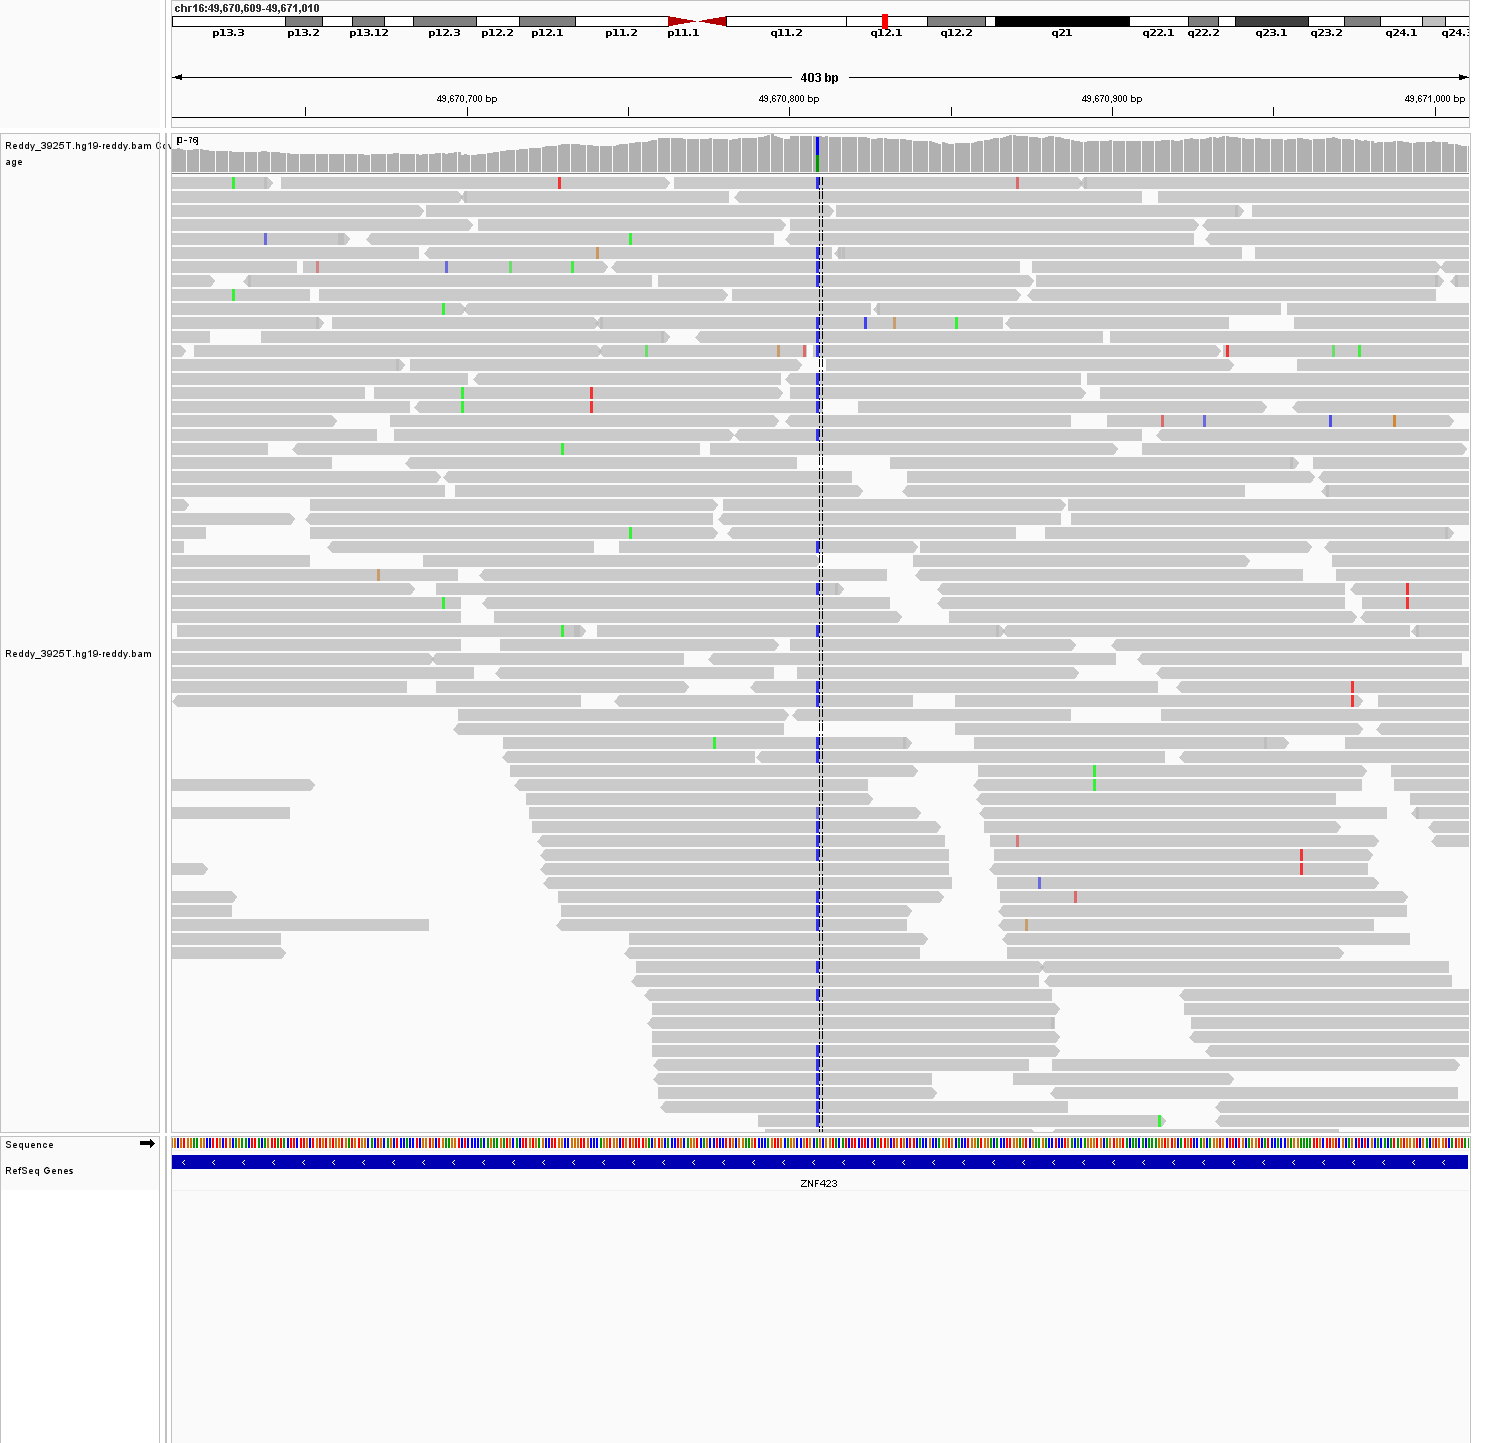 chr16:49,670,609-49,671,010
p13.3 p13.2 p13.12 p12.3 p12.2 p12.1 p11.2 p11.1 q11.2 q12.1 q12.2 q21 q22.1 q22.2 q23.1 q23.2 q24.1 q24.3
403 bp
49,670,700 bp 49,670,800 bp 49,670,900 bp 49,671,000 bp
Reddy_3925T.hg19-reddy.bam Cov
age
[0-76]
Reddy_3925T.hg19-reddy.bam
Sequence
RefSeq Genes
ZNF423